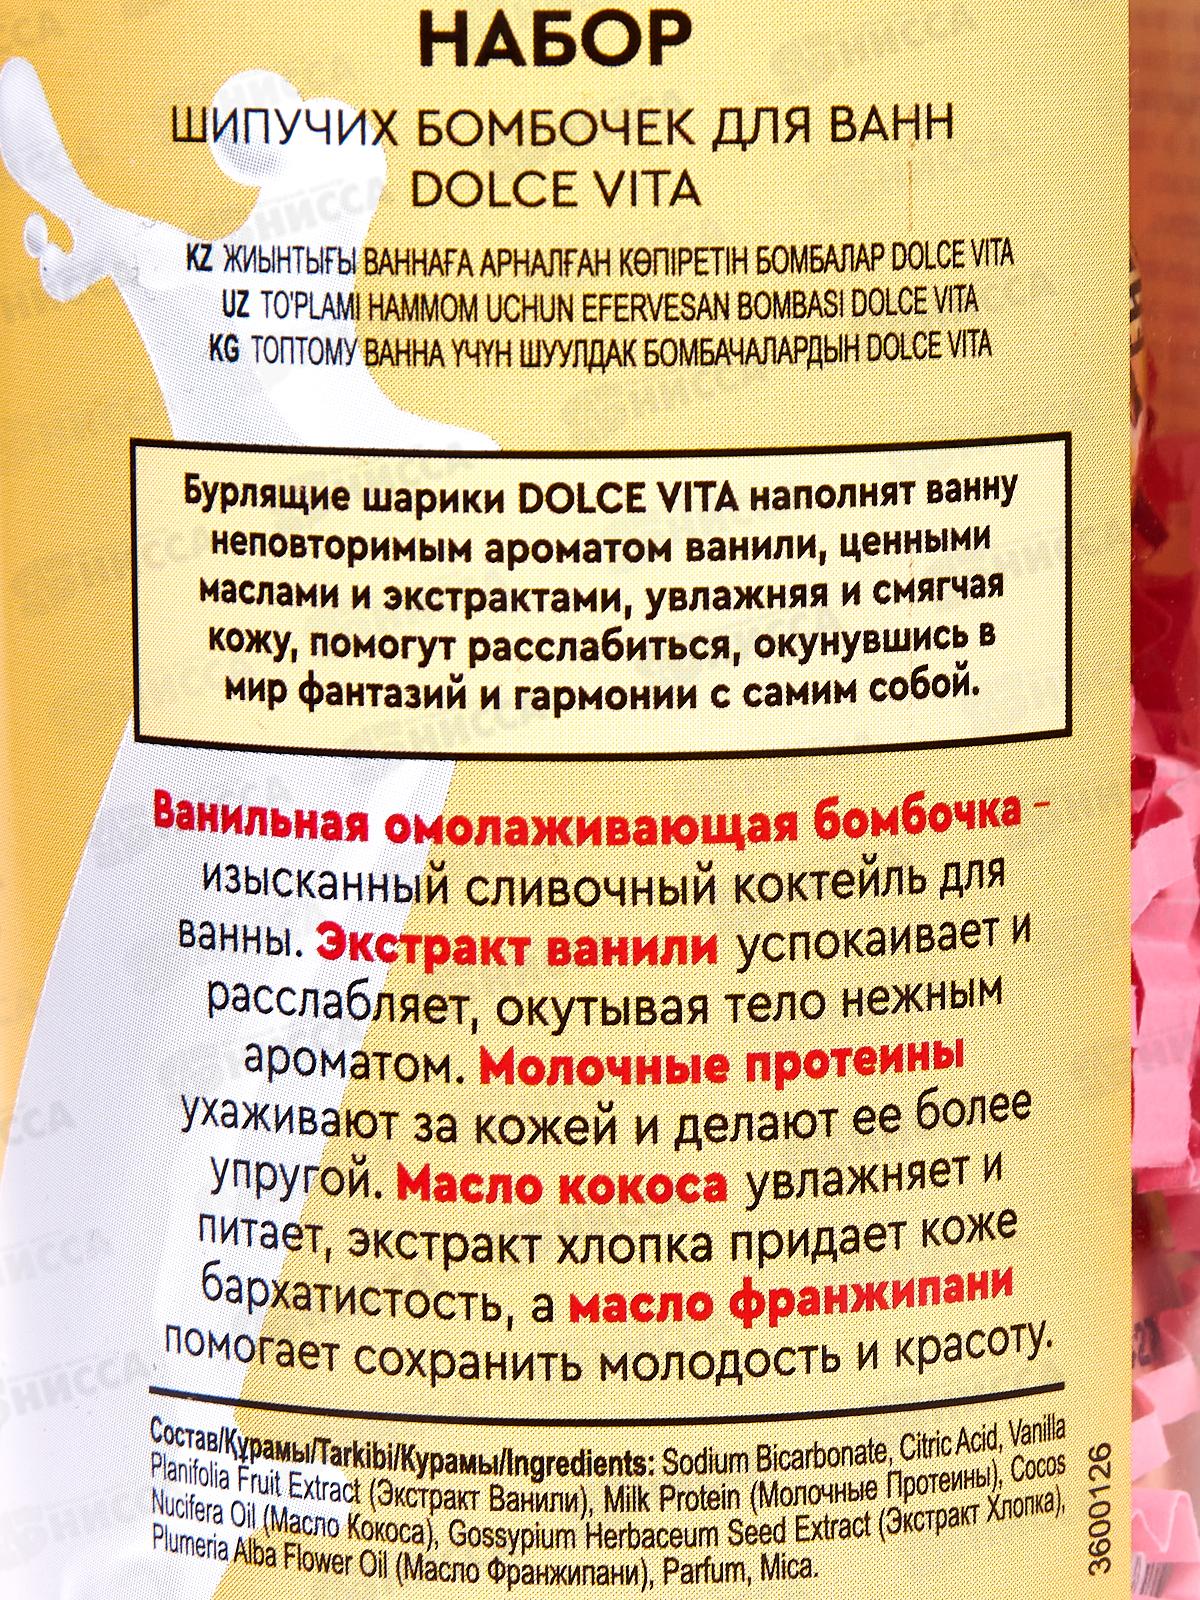 НАБОР
ШИПУЧИХ БОМБОЧЕК ДЛЯ ВАНН
DOLCE VITA
KZ ЖИЫНТЫҒЫ ВАННАҒА АРНАЛҒАН КӨПІРЕТІН БОМБАЛАР DOLCE VITA
UZ TO'PLAMI HAMMOM UCHUN EFERVESAN BOMBASI DOLCE VITA
KG ТОПТОМУ ВАННА ҮЧҮН ШУУЛДАК БОМБАЧАЛАРДЫН DOLCE VITA
Бурлящие шарики DOLCE VITA наполнят ванну
неповторимым ароматом ванили, ценными
маслами и экстрактами, увлажняя и смягчая
кожу, помогут расслабиться, окунувшись в
мир фантазий и гармонии с самим собой.
Ванильная омолаживающая бомбочка –
изысканный сливочный коктейль для
ванны. Экстракт ванили успокаивает и
расслабляет, окутывая тело нежным
ароматом. Молочные протеины
ухаживают за кожей и делают ее более
упругой. Масло кокоса увлажняет и
питает, экстракт хлопка придает коже
бархатистость, а масло франжипани
помогает сохранить молодость и красоту.
Состав/Құрамы/Tarkibi/Курамы/Ingredients: Sodium Bicarbonate, Citric Acid, Vanilla
Planifolia Fruit Extract (Экстракт Ванили), Milk Protein (Молочные Протеины), Cocos
Nucifera Oil (Масло Кокоса), Gossypium Herbaceum Seed Extract (Экстракт Хлопка),
Plumeria Alba Flower Oil (Масло Франжипани), Parfum, Mica.
3600126